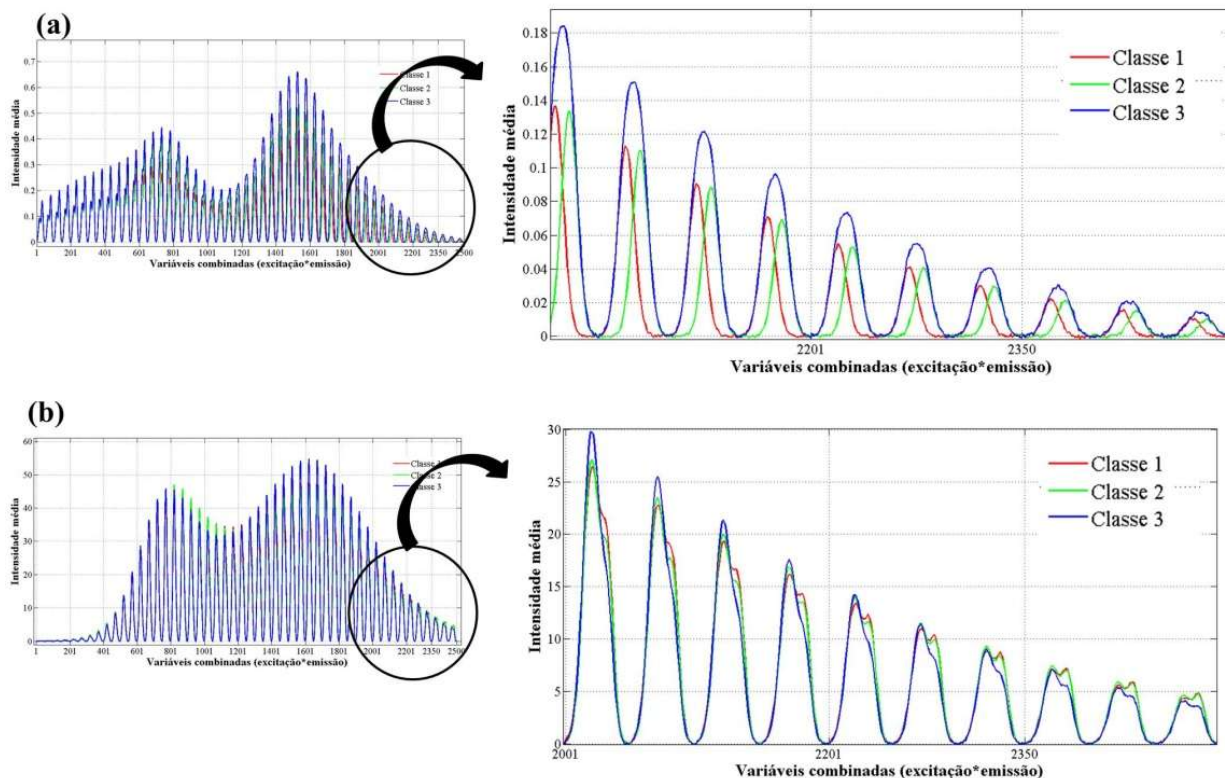 (a)
Intensidade média
0.7
0.6
0.5
0.4
0.3
0.2
0.1
0
Classe 1
Classe 2
Classe 3
1 201 401 601 801 1001 1201 1401 1601 1801 2001 2201 2350 2500
Variáveis combinadas (excitação*emissão)
Intensidade média
0.18
0.16
0.14
0.12
0.1
0.08
0.06
0.04
0.02
0
Classe 1
Classe 2
Classe 3
2201 2350
Variáveis combinadas (excitação*emissão)
(b)
Intensidade média
60
50
40
30
20
10
0
Classe 1
Classe 2
Classe 3
1 201 401 601 801 1001 1201 1401 1601 1801 2001 2201 2350 2500
Variáveis combinadas (excitação*emissão)
Intensidade média
30
25
20
15
10
5
0
Classe 1
Classe 2
Classe 3
2001 2201 2350
Variáveis combinadas (excitação*emissão)